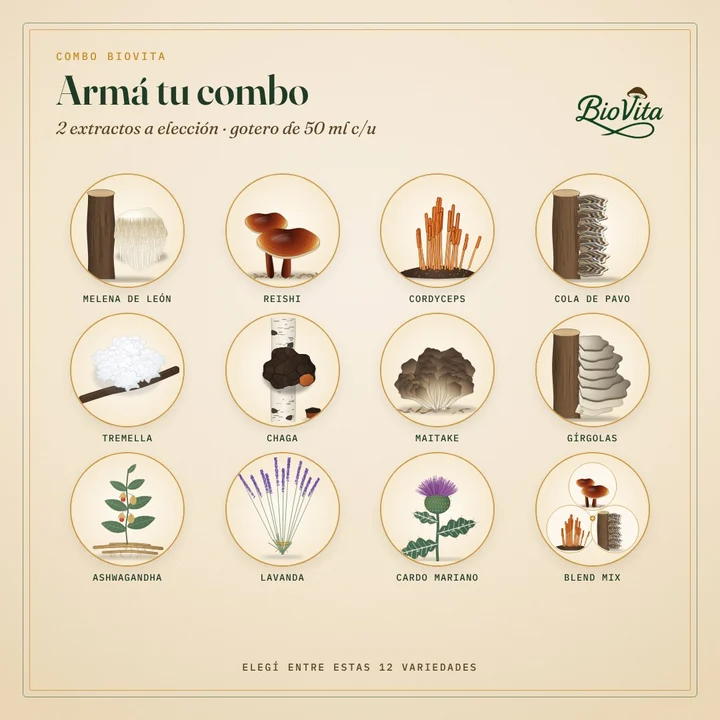 COMBO BIOVITA
Armá tu combo
2 extractos a elección · gotero de 50 ml c/u
BioVita
MELENA DE LEÓN
REISHI
CORDYCEPS
COLA DE PAVO
TREMELLA
CHAGA
MAITAKE
GÍRGOLAS
ASHWAGANDHA
LAVANDA
CARDO MARIANO
BLEND MIX
ELEGÍ ENTRE ESTAS 12 VARIEDADES